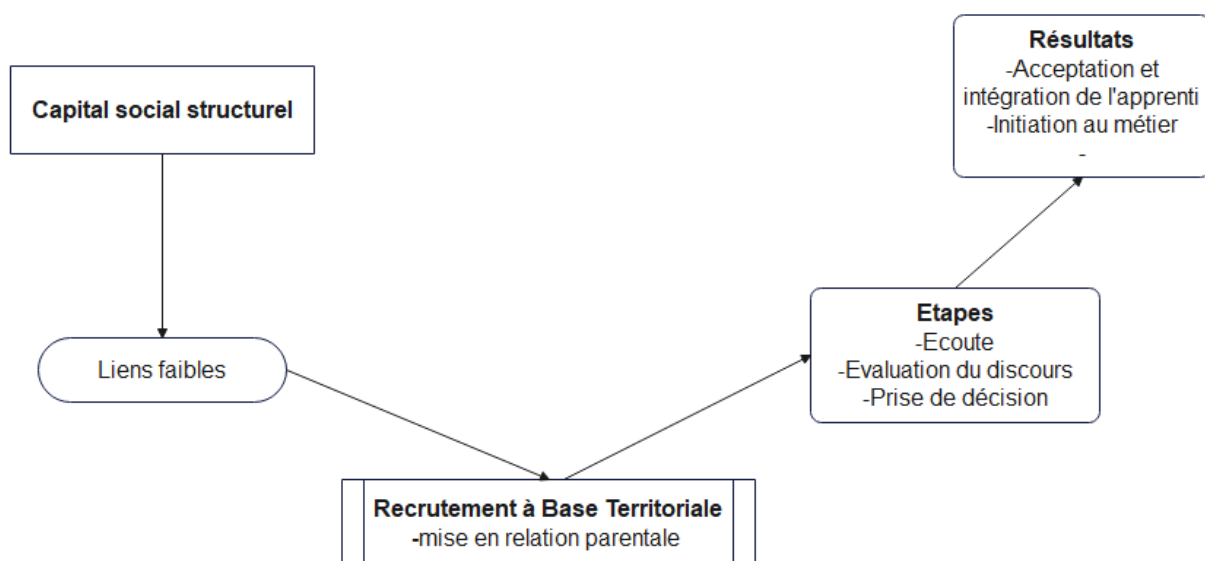 Capital social structurel
Liens faibles
Recrutement à Base Territoriale
-mise en relation parentale
Etapes
-Ecoute
-Evaluation du discours
-Prise de décision
Résultats
-Acceptation et
intégration de l'apprenti
-Initiation au métier
-